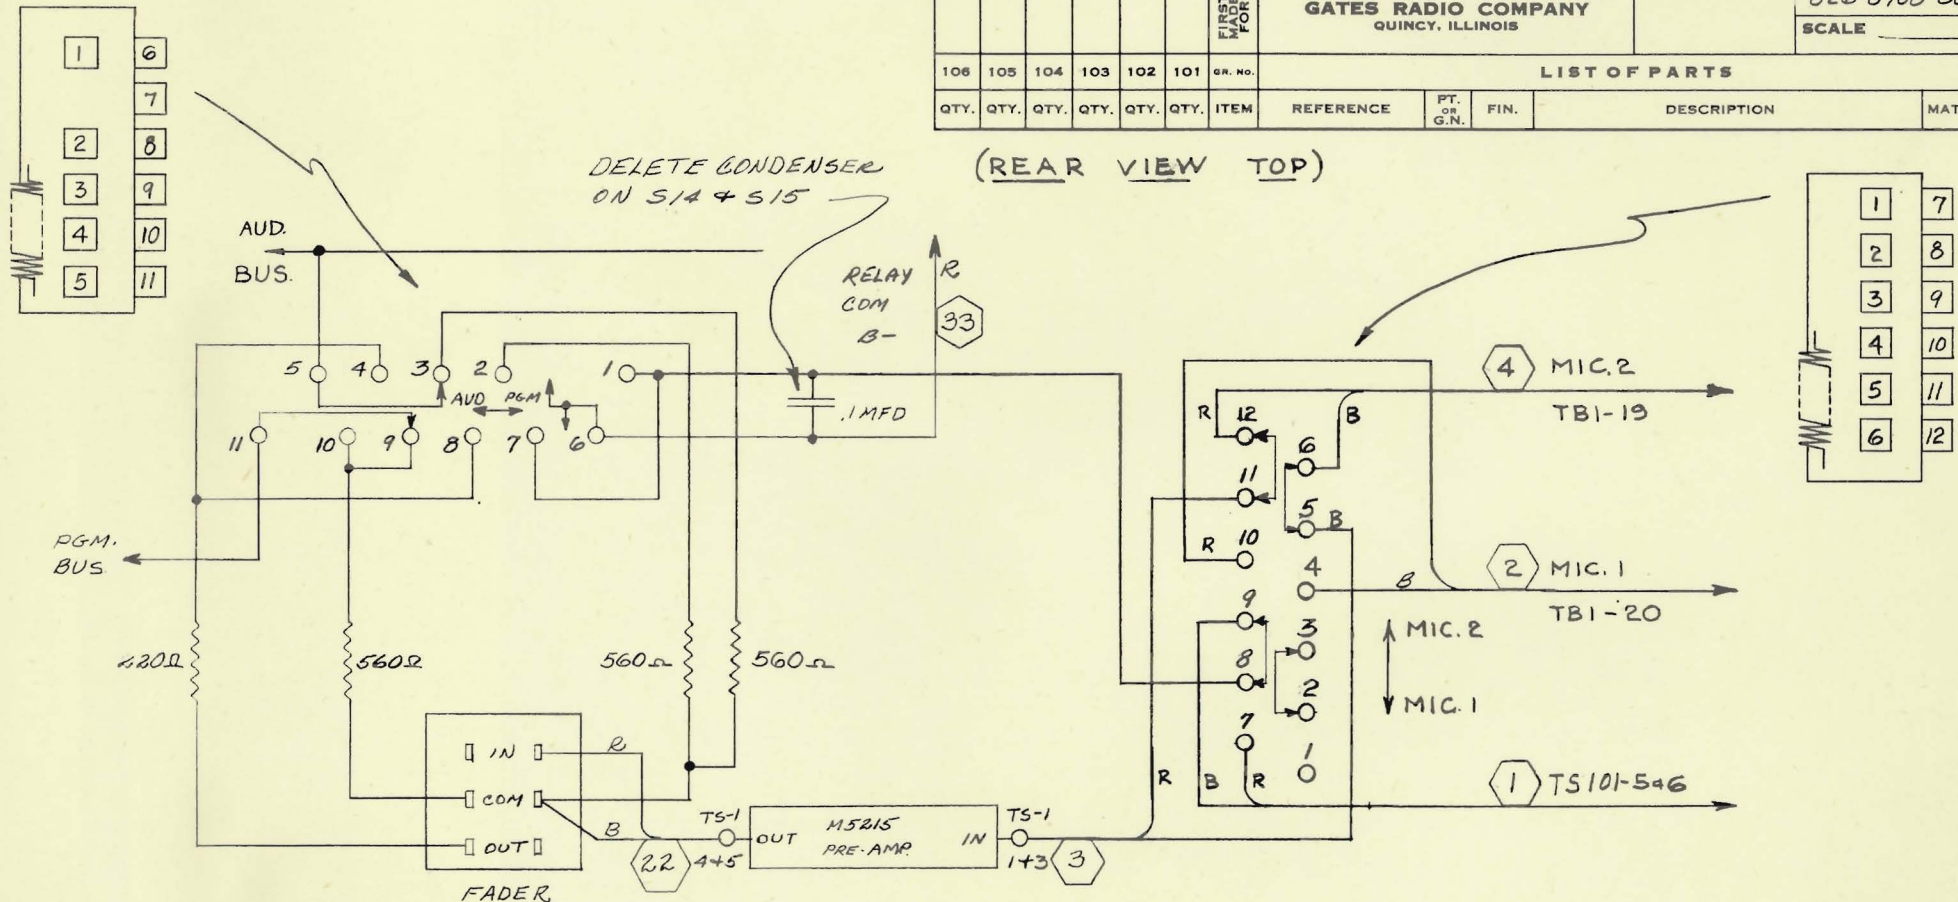 FIRST MADE FOR
GATES RADIO COMPANY
QUINCY, ILLINOIS
SCALE
106 105 104 103 102 101 GR. NO.
LIST OF PARTS
QTY. QTY. QTY. QTY. QTY. QTY. ITEM REFERENCE PT. OR G.N. FIN. DESCRIPTION
(REAR VIEW TOP)
1 6
7
2 8
3 9
4 10
5 11
DELETE CONDENSER
ON S14 & S15
AUD.
BUS.
RELAY
COM
B-
R
33
5 4 3 2 1
AUD PGM
11 10 9 8 7 6
.1MFD
PGM.
BUS
560Ω
560Ω
560Ω
IN
COM
OUT
FADER
R
B
22
TS-1
4+5
OUT
M5215
PRE-AMP.
IN
TS-1
1+3
3
R
B
R
R
12
11
R
10
9
8
7
B
6
5
B
4
3
2
1
B
4
MIC.2
TB1-19
2
MIC.1
TB1-20
MIC.2
MIC.1
1
TS101-5&6
1 7
2 8
3 9
4 10
5 11
6 12